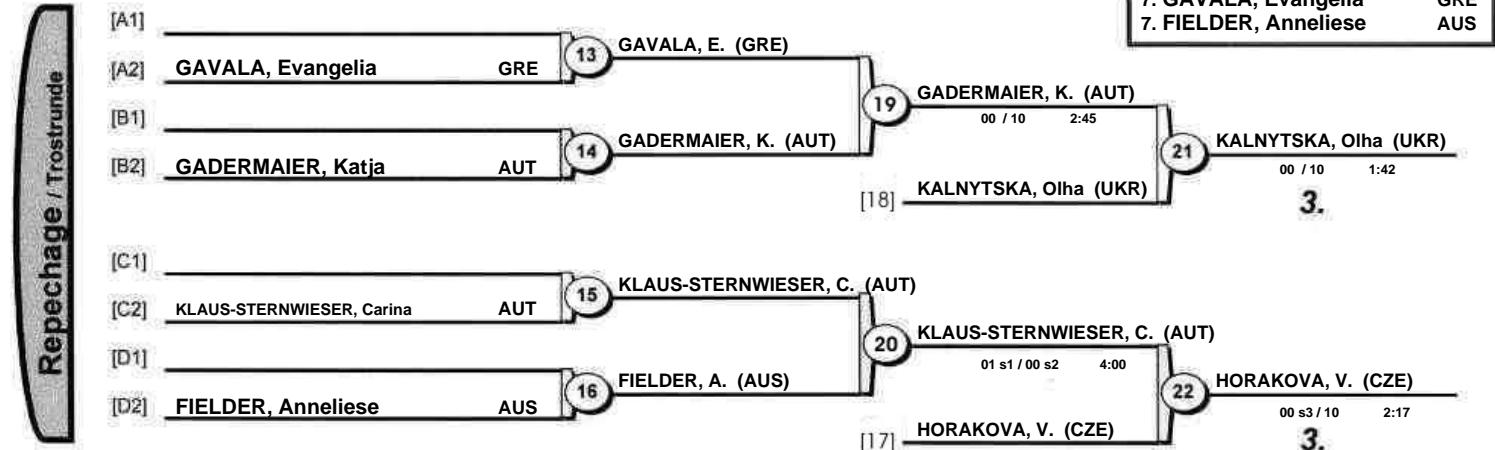 7. GAVALA, Evangelia GRE
7. FIELDER, Anneliese AUS
Repechage / Trostrunde
[A1]
[A2] GAVALA, Evangelia GRE
13
GAVALA, E. (GRE)
[B1]
[B2] GADERMAIER, Katja AUT
14
GADERMAIER, K. (AUT)
19
GADERMAIER, K. (AUT)
00 / 10 2:45
[18] KALNYTSKA, Olha (UKR)
21
KALNYTSKA, Olha (UKR)
00 / 10 1:42
3.
[C1]
[C2] KLAUS-STERNWIESER, Carina AUT
15
KLAUS-STERNWIESER, C. (AUT)
[D1]
[D2] FIELDER, Anneliese AUS
16
FIELDER, A. (AUS)
20
KLAUS-STERNWIESER, C. (AUT)
01 s1 / 00 s2 4:00
[17] HORAKOVA, V. (CZE)
22
HORAKOVA, V. (CZE)
00 s3 / 10 2:17
3.